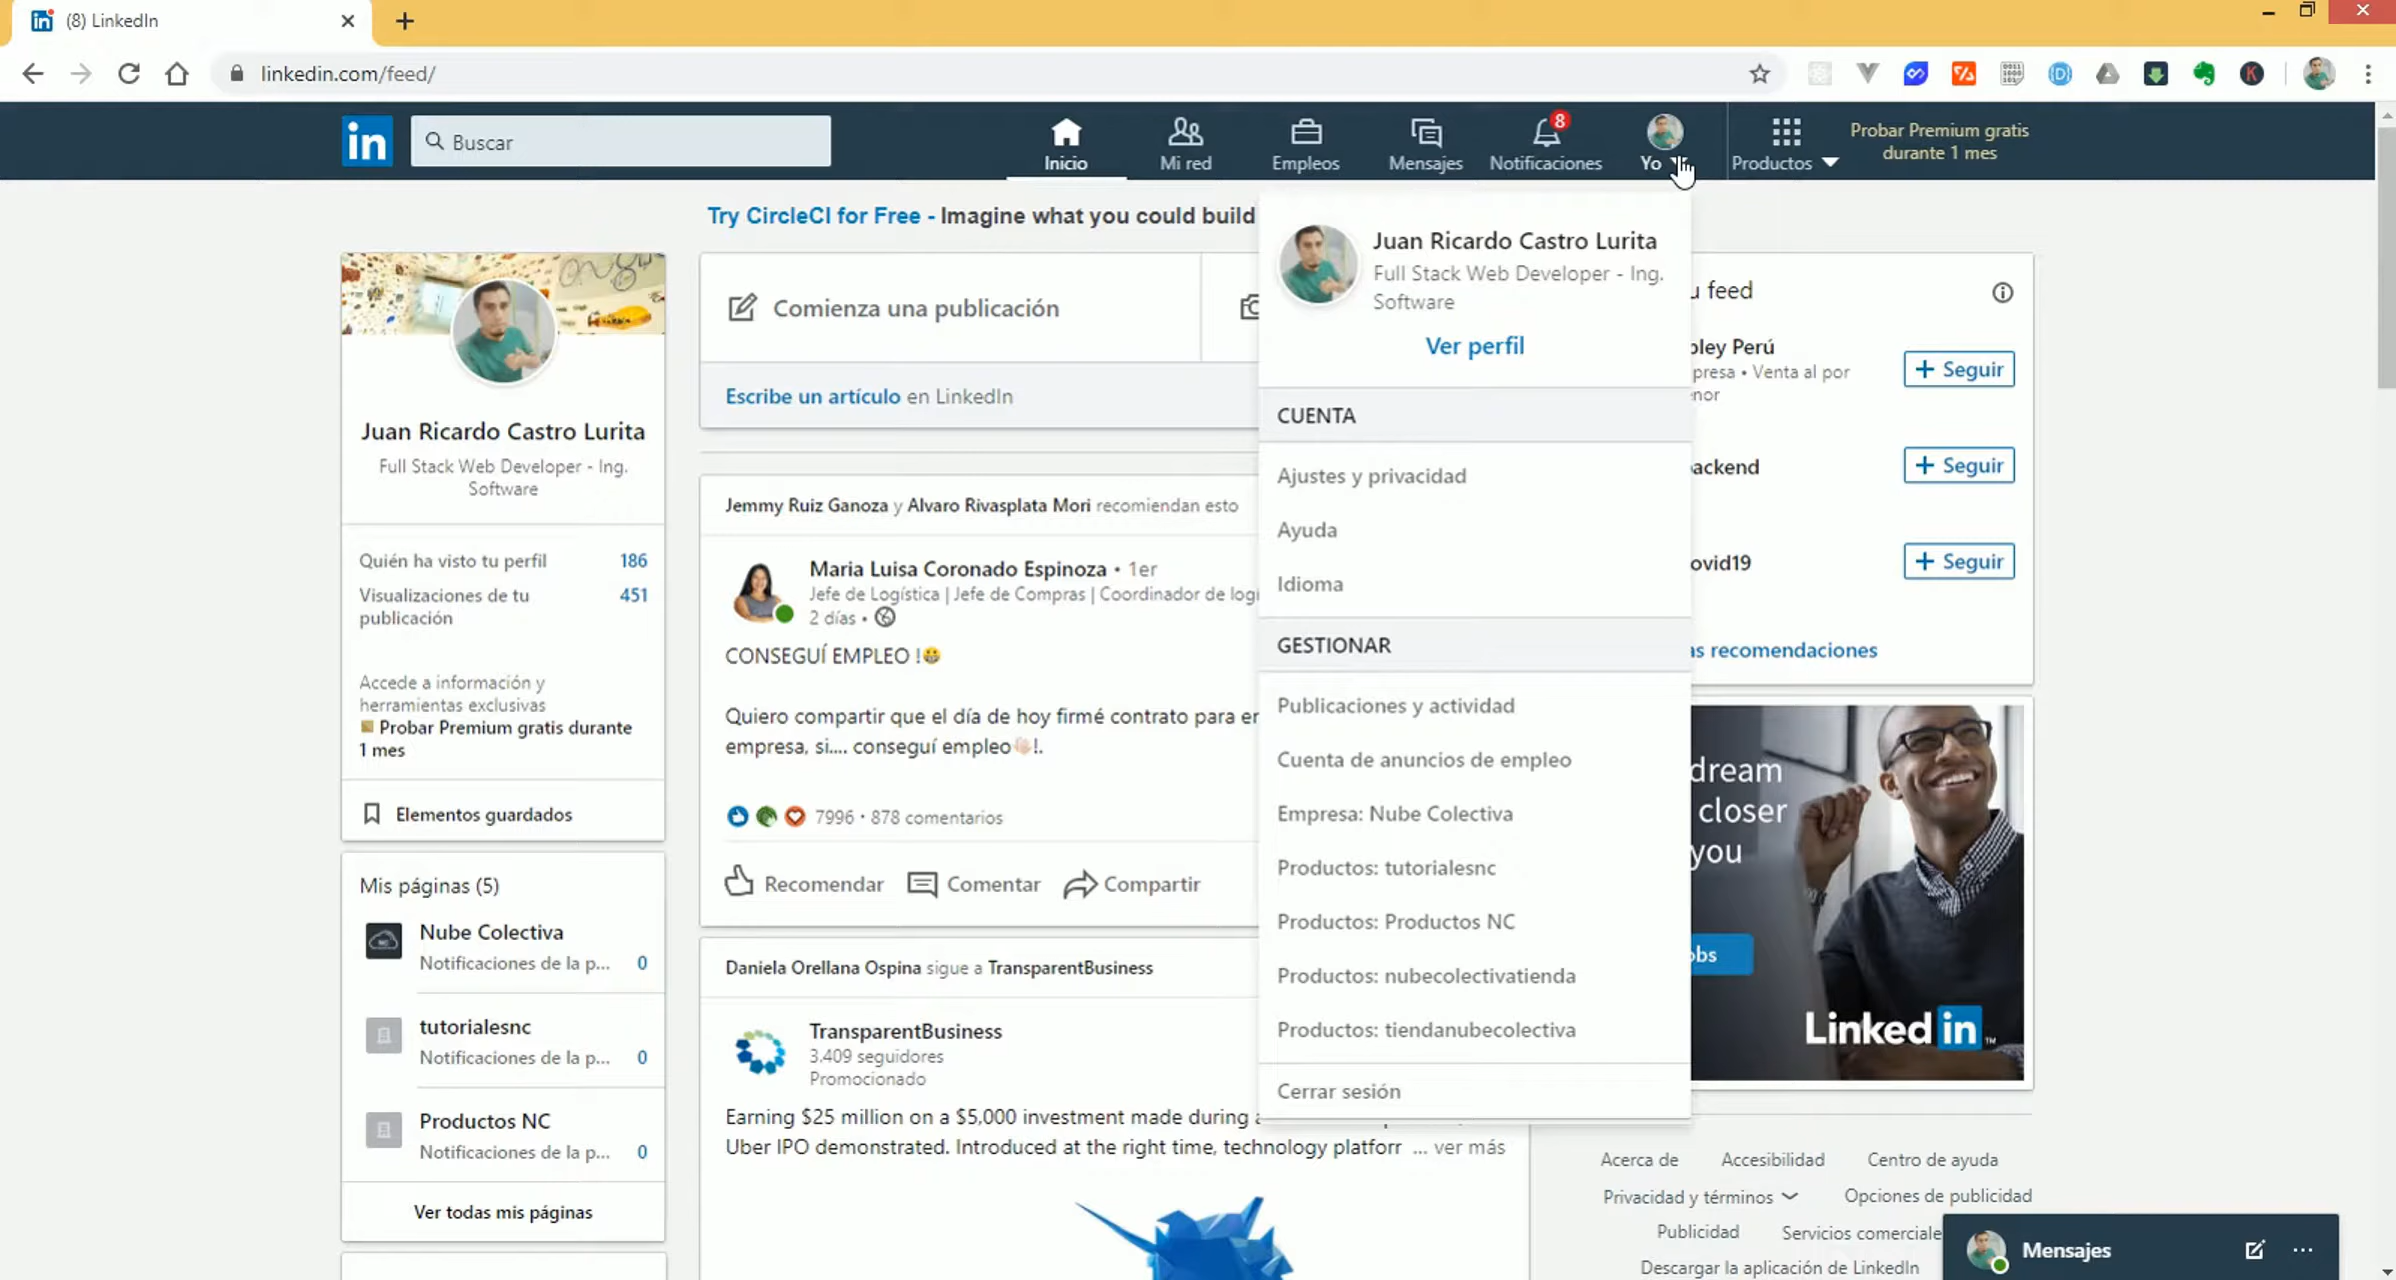 (8) LinkedIn
linkedin.com/feed/
in
Buscar
Inicio
Mi red
Empleos
Mensajes
8
Notificaciones
Yo
Productos
Probar Premium gratis
durante 1 mes
Try CircleCI for Free - Imagine what you could build
Juan Ricardo Castro Lurita
Full Stack Web Developer - Ing.
Software
Quién ha visto tu perfil 186
Visualizaciones de tu 451
publicación
Accede a información y
herramientas exclusivas
Probar Premium gratis durante
1 mes
Elementos guardados
Mis páginas (5)
Nube Colectiva
Notificaciones de la p... 0
tutorialesnc
Notificaciones de la p... 0
Productos NC
Notificaciones de la p... 0
Ver todas mis páginas
Comienza una publicación
Escribe un artículo en LinkedIn
Jemmy Ruiz Ganoza y Alvaro Rivasplata Mori recomiendan esto
Maria Luisa Coronado Espinoza • 1er
Jefe de Logística | Jefe de Compras | Coordinador de logi
2 días •
CONSEGUÍ EMPLEO !😁
Quiero compartir que el día de hoy firmé contrato para
empresa, si.... conseguí empleo👏🏻!.
7996 • 878 comentarios
Recomendar Comentar Compartir
Daniela Orellana Ospina sigue a TransparentBusiness
TransparentBusiness
3.409 seguidores
Promocionado
Earning $25 million on a $5,000 investment made during
Uber IPO demonstrated. Introduced at the right time, technology platforr ... ver más
Juan Ricardo Castro Lurita
Full Stack Web Developer - Ing.
Software
Ver perfil
CUENTA
Ajustes y privacidad
Ayuda
Idioma
GESTIONAR
Publicaciones y actividad
Cuenta de anuncios de empleo
Empresa: Nube Colectiva
Productos: tutorialesnc
Productos: Productos NC
Productos: nubecolectivatienda
Productos: tiendanubecolectiva
Cerrar sesión
u feed
pley Perú
presa • Venta al por
enor
+ Seguir
ackend
+ Seguir
ovid19
+ Seguir
as recomendaciones
dream
closer
you
obs
Linked in
Acerca de Accesibilidad Centro de ayuda
Privacidad y términos Opciones de publicidad
Publicidad Servicios comerciale
Descargar la aplicación de LinkedIn
Mensajes